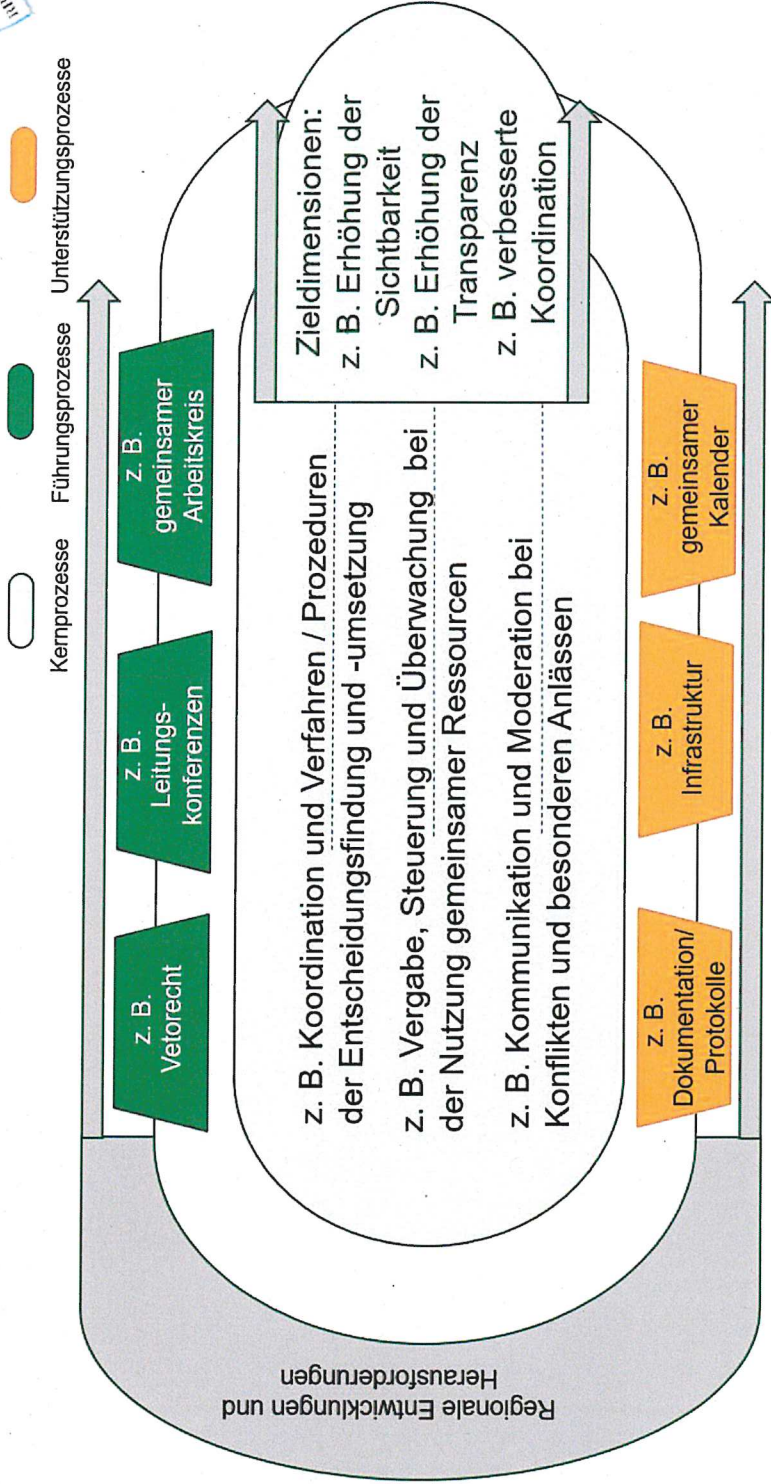 Kernprozesse
Führungsprozesse
Unterstützungsprozesse
Regionale Entwicklungen und
Herausforderungen
z. B.
Vetorecht
z. B.
Leitungs-
konferenzen
z. B.
gemeinsamer
Arbeitskreis
z. B. Koordination und Verfahren / Prozeduren
der Entscheidungsfindung und -umsetzung
z. B. Vergabe, Steuerung und Überwachung bei
der Nutzung gemeinsamer Ressourcen
z. B. Kommunikation und Moderation bei
Konflikten und besonderen Anlässen
Zieldimensionen:
z. B. Erhöhung der
Sichtbarkeit
z. B. Erhöhung der
Transparenz
z. B. verbesserte
Koordination
z. B.
Dokumentation/
Protokolle
z. B.
Infrastruktur
z. B.
gemeinsamer
Kalender